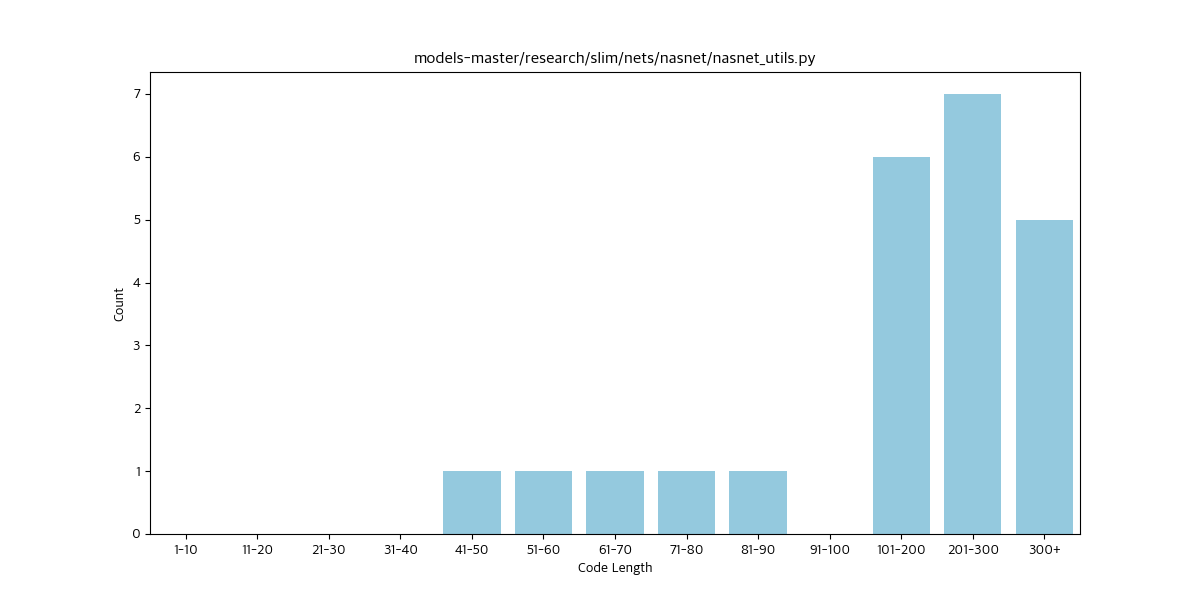 models-master/research/slim/nets/nasnet/nasnet_utils.py
7
6
5
4
3
2
1
0
Count
1-10 11-20 21-30 31-40 41-50 51-60 61-70 71-80 81-90 91-100 101-200 201-300 300+
Code Length